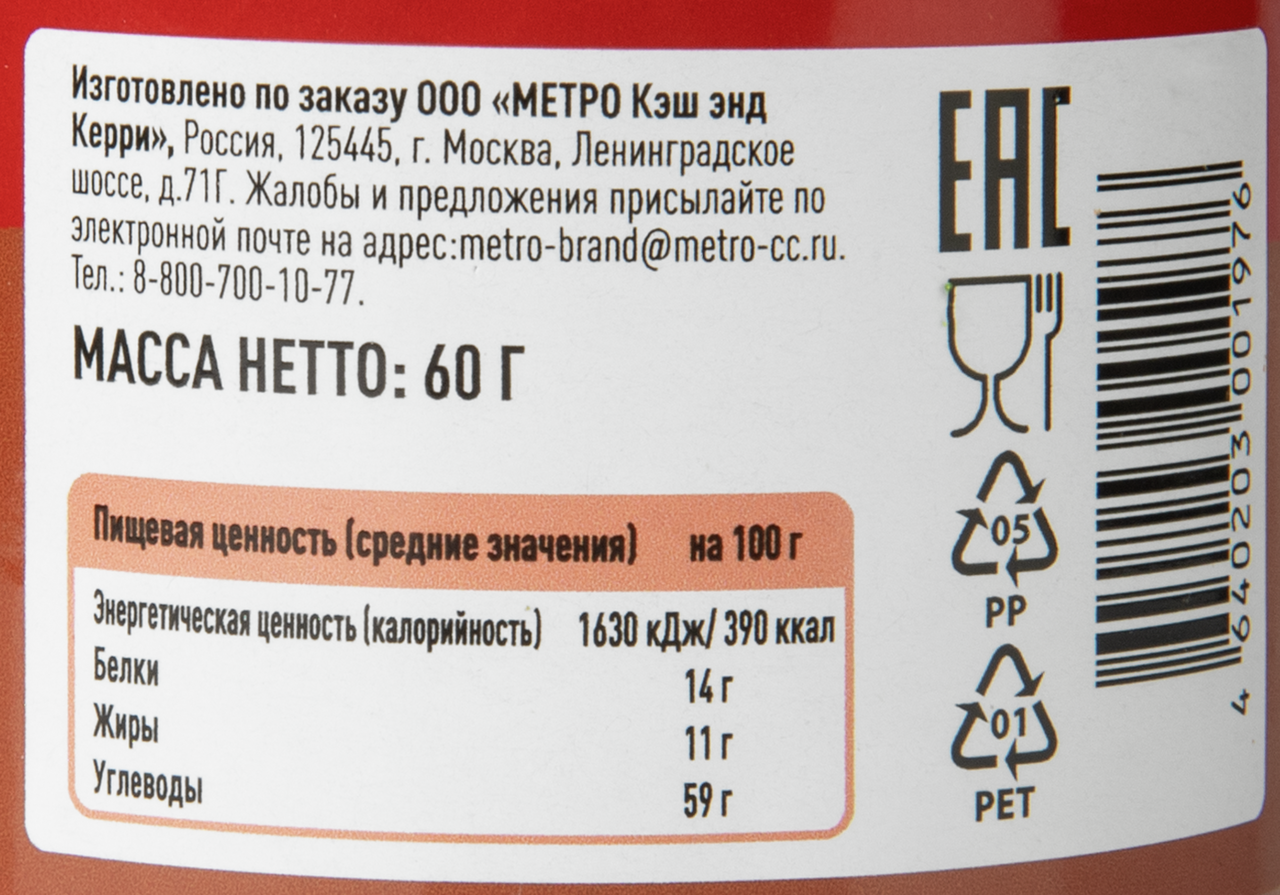 Изготовлено по заказу ООО «МЕТРО Кэш энд
Керри», Россия, 125445, г. Москва, Ленинградское
шоссе, д.71Г. Жалобы и предложения присылайте по
электронной почте на адрес:metro-brand@metro-cc.ru.
Тел.: 8-800-700-10-77.
МАССА НЕТТО: 60 Г
Пищевая ценность (средние значения) на 100 г
Энергетическая ценность (калорийность) 1630 кДж/ 390 ккал
Белки 14 г
Жиры 11 г
Углеводы 59 г
EAC
05
PP
01
PET
4 640203 001976